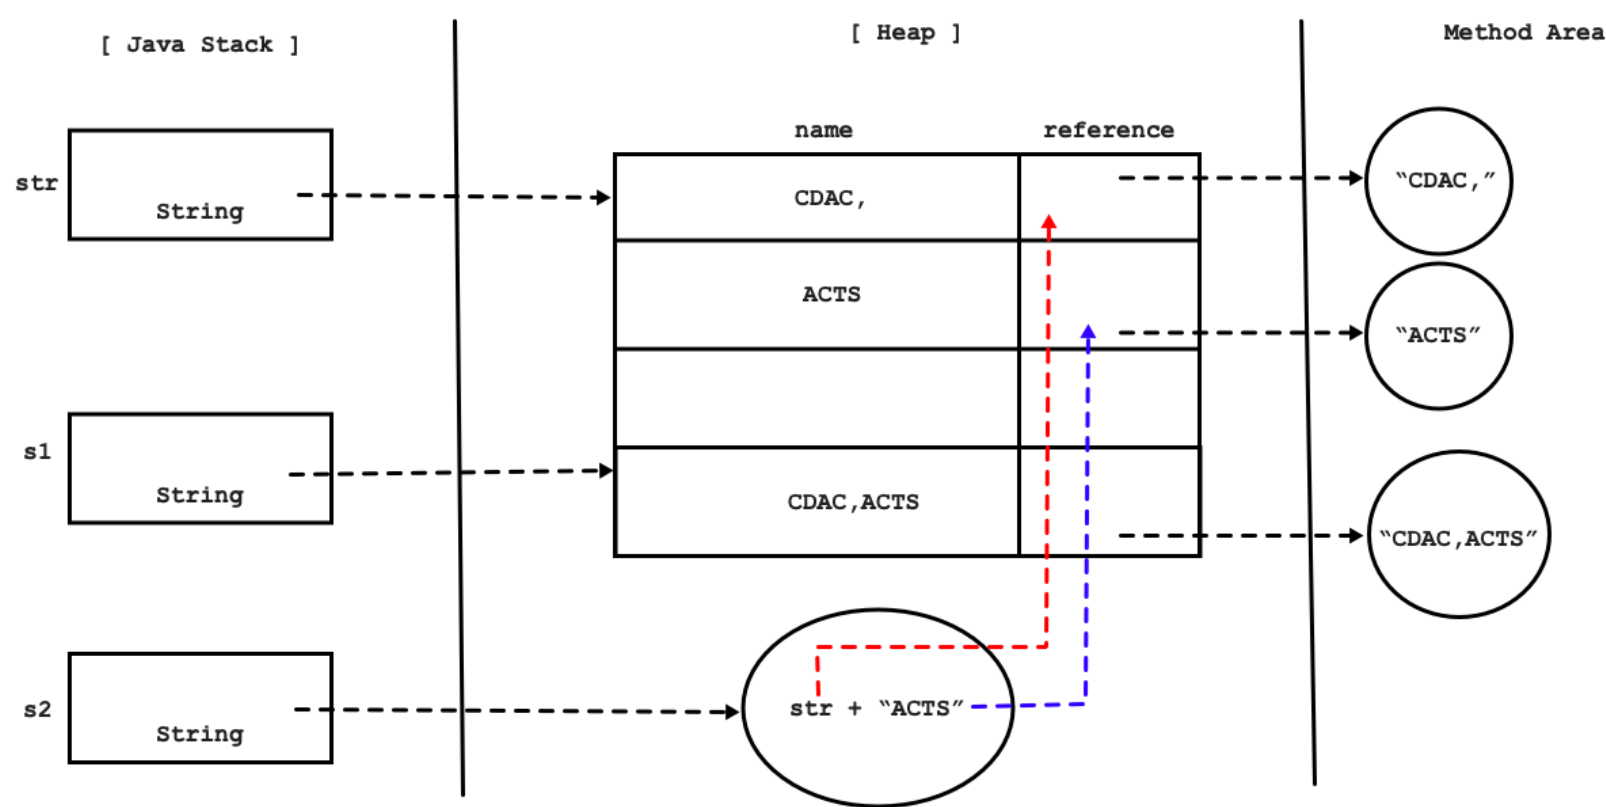 [ Java Stack ]
[ Heap ]
Method Area
name
reference
str
String
CDAC,
“CDAC,”
ACTS
“ACTS”
s1
String
CDAC,ACTS
“CDAC,ACTS”
s2
String
str + “ACTS”